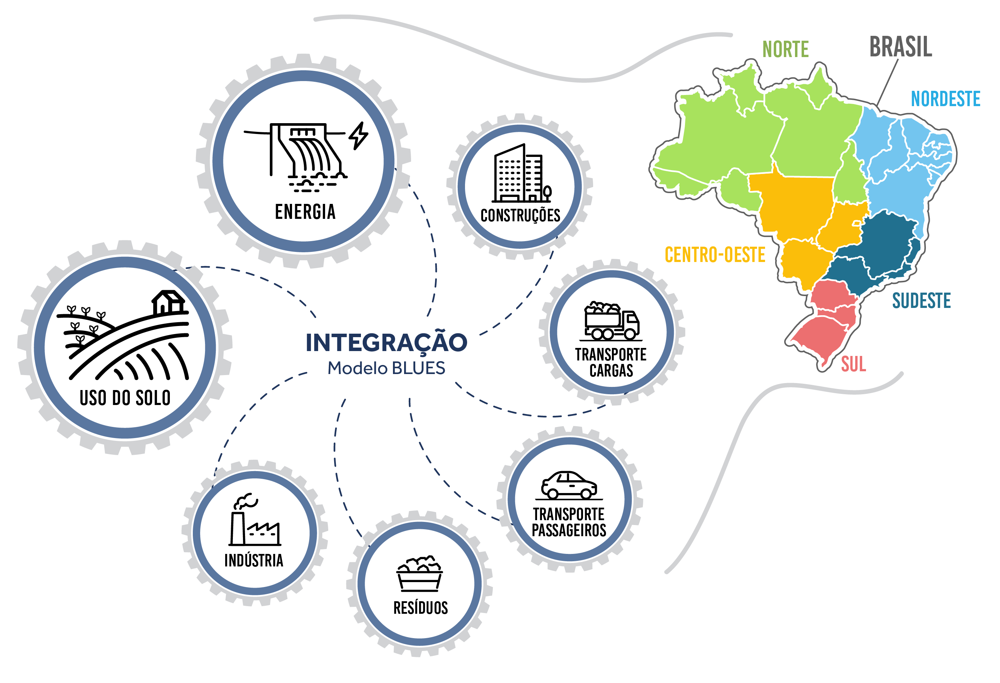 NORTE
BRASIL
NORDESTE
CENTRO-OESTE
SUDESTE
SUL
ENERGIA
CONSTRUÇÕES
USO DO SOLO
INTEGRAÇÃO
Modelo BLUES
TRANSPORTE
CARGAS
TRANSPORTE
PASSAGEIROS
INDÚSTRIA
RESÍDUOS